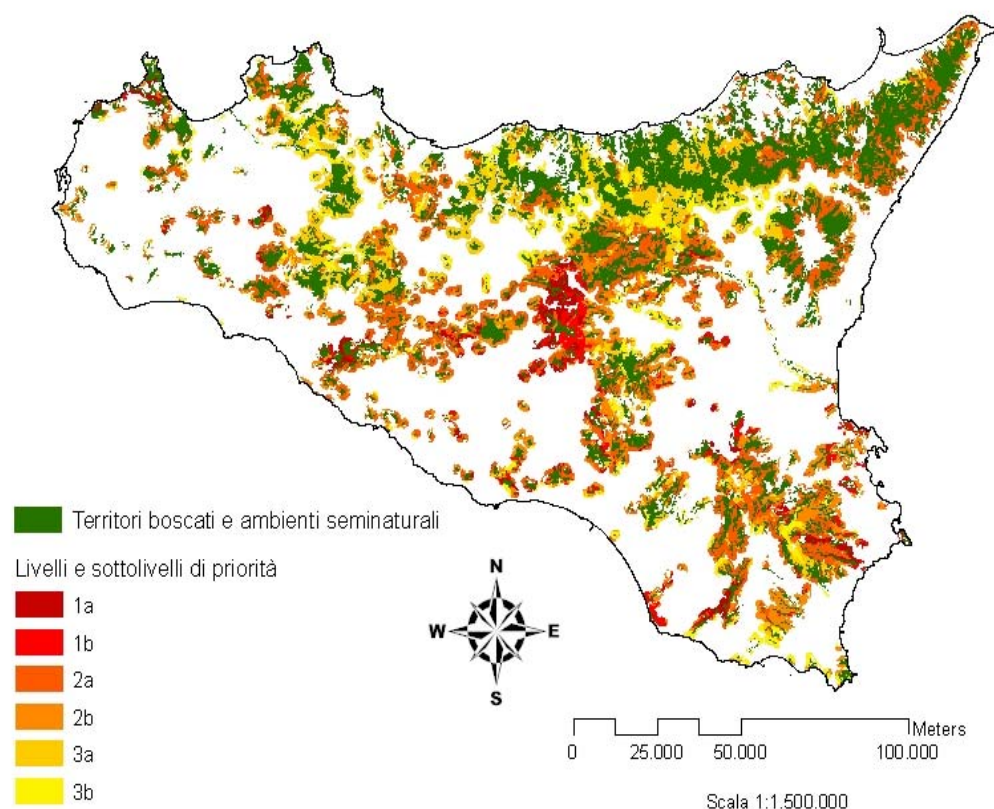 Territori boscati e ambienti seminaturali
Livelli e sottolivelli di priorità
1a
1b
2a
2b
3a
3b
N
W E
S
Meters
0 25.000 50.000 100.000
Scala 1:1.500.000